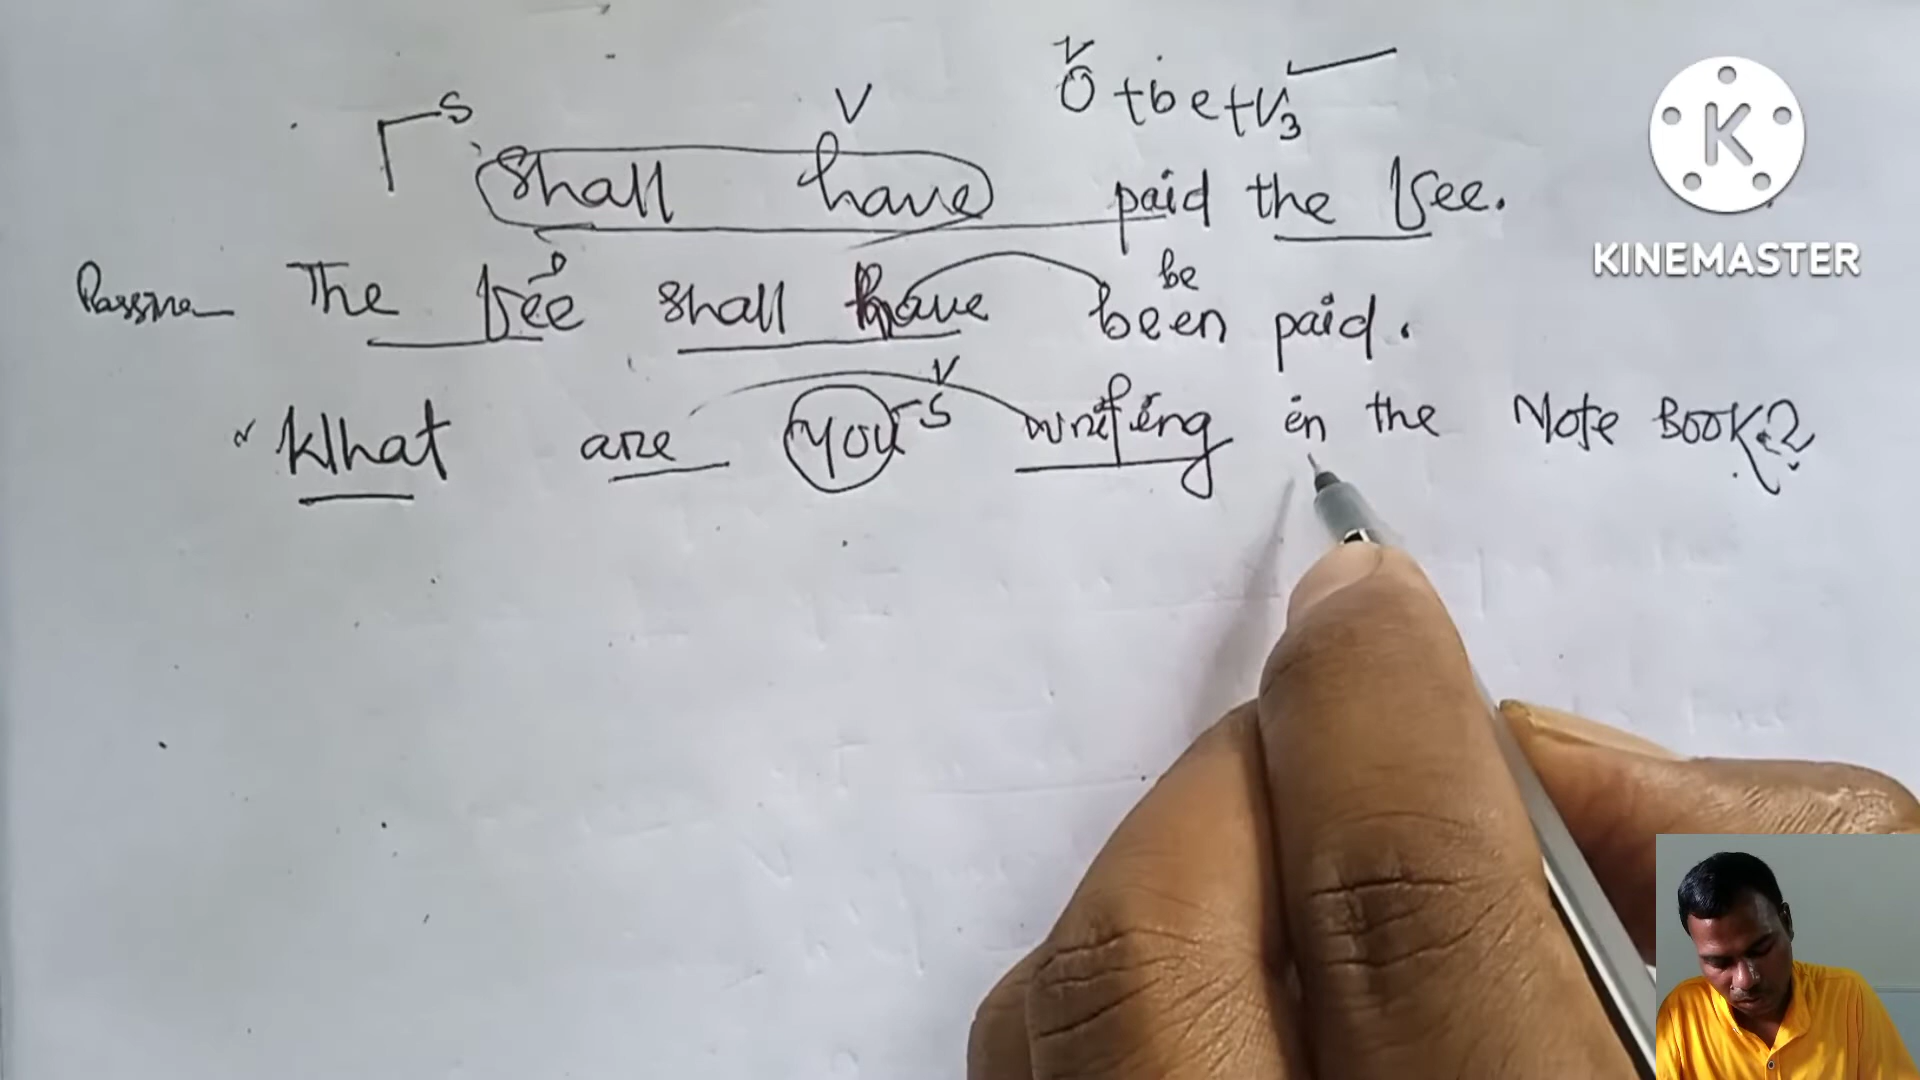 O + be + V3
S V
I shall have paid the fee.
be
Passive The fee shall have been paid.
V
What are you S writing in the Note Book?
K
KINEMASTER